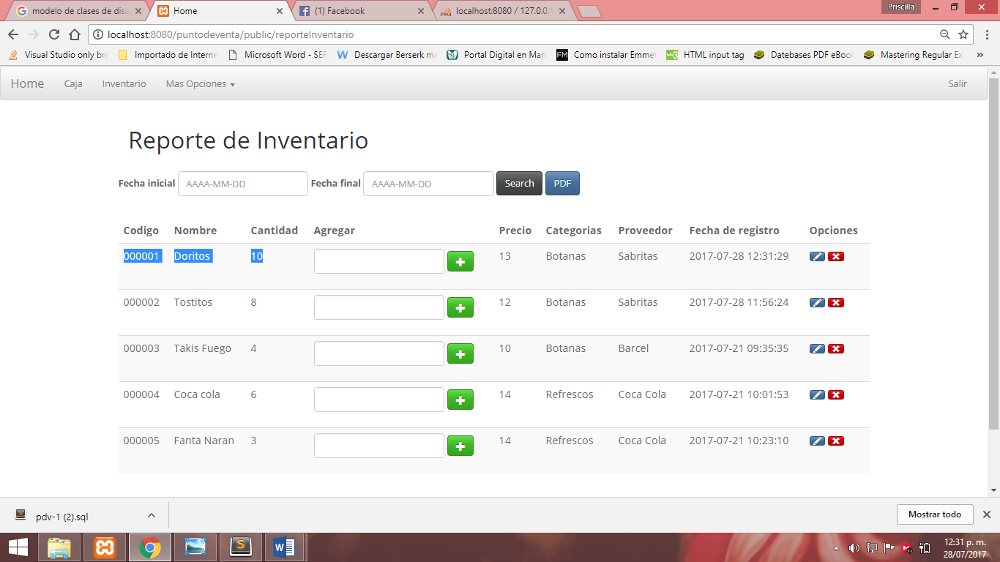 modelo de clases de disa
Home
(1) Facebook
localhost:8080 / 127.0.0.1
Priscilla
localhost:8080/puntodeventa/public/reporteInventario
Visual Studio only bre
Importado de Interne
Microsoft Word - SEP
Descargar Berserk ma
Portal Digital en Man
FM Como instalar Emmet
HTML input tag
Datebases PDF eBook
Mastering Regular Ex
Home Caja Inventario Mas Opciones Salir
Reporte de Inventario
Fecha inicial AAAA-MM-DD Fecha final AAAA-MM-DD Search PDF
Codigo Nombre Cantidad Agregar Precio Categorias Proveedor Fecha de registro Opciones
000001 Doritos 10 13 Botanas Sabritas 2017-07-28 12:31:29
000002 Tostitos 8 12 Botanas Sabritas 2017-07-28 11:56:24
000003 Takis Fuego 4 10 Botanas Barcel 2017-07-21 09:35:35
000004 Coca cola 6 14 Refrescos Coca Cola 2017-07-21 10:01:53
000005 Fanta Naran 3 14 Refrescos Coca Cola 2017-07-21 10:23:10
pdv-1 (2).sql
Mostrar todo
12:31 p. m.
28/07/2017